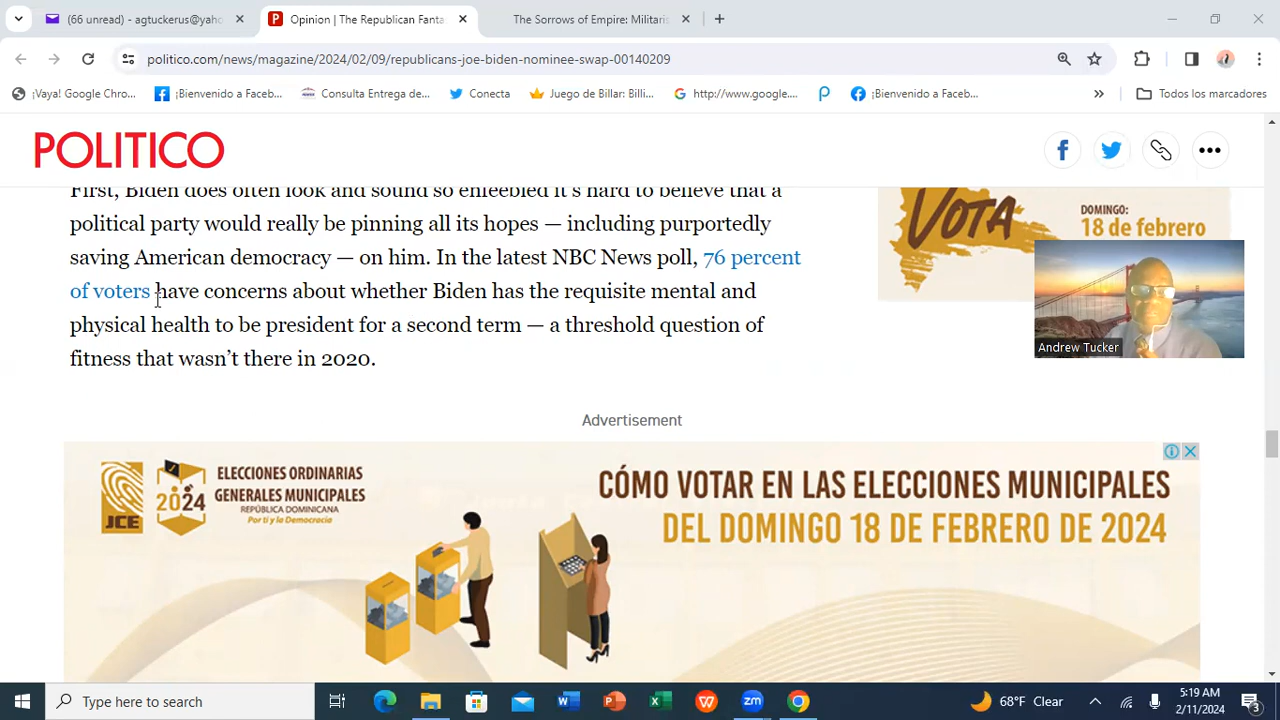 (66 unread) - agtuckerus@yaho
Opinion | The Republican Fanta
The Sorrows of Empire: Militaris
politico.com/news/magazine/2024/02/09/republicans-joe-biden-nominee-swap-00140209
¡Vaya! Google Chro...
¡Bienvenido a Faceb...
Consulta Entrega de...
Conecta
Juego de Billar: Billi...
http://www.google....
¡Bienvenido a Faceb...
»
Todos los marcadores
POLITICO
First, Biden does often look and sound so enfeebled it's hard to believe that a
political party would really be pinning all its hopes — including purportedly
saving American democracy — on him. In the latest NBC News poll, 76 percent
of voters have concerns about whether Biden has the requisite mental and
physical health to be president for a second term — a threshold question of
fitness that wasn't there in 2020.
VOTA
DOMINGO:
18 de febrero
Andrew Tucker
Advertisement
JCE
2024
ELECCIONES ORDINARIAS
GENERALES MUNICIPALES
REPÚBLICA DOMINICANA
Por ti y la Democracia
CÓMO VOTAR EN LAS ELECCIONES MUNICIPALES
DEL DOMINGO 18 DE FEBRERO DE 2024
Type here to search
68°F Clear
5:19 AM
2/11/2024
3